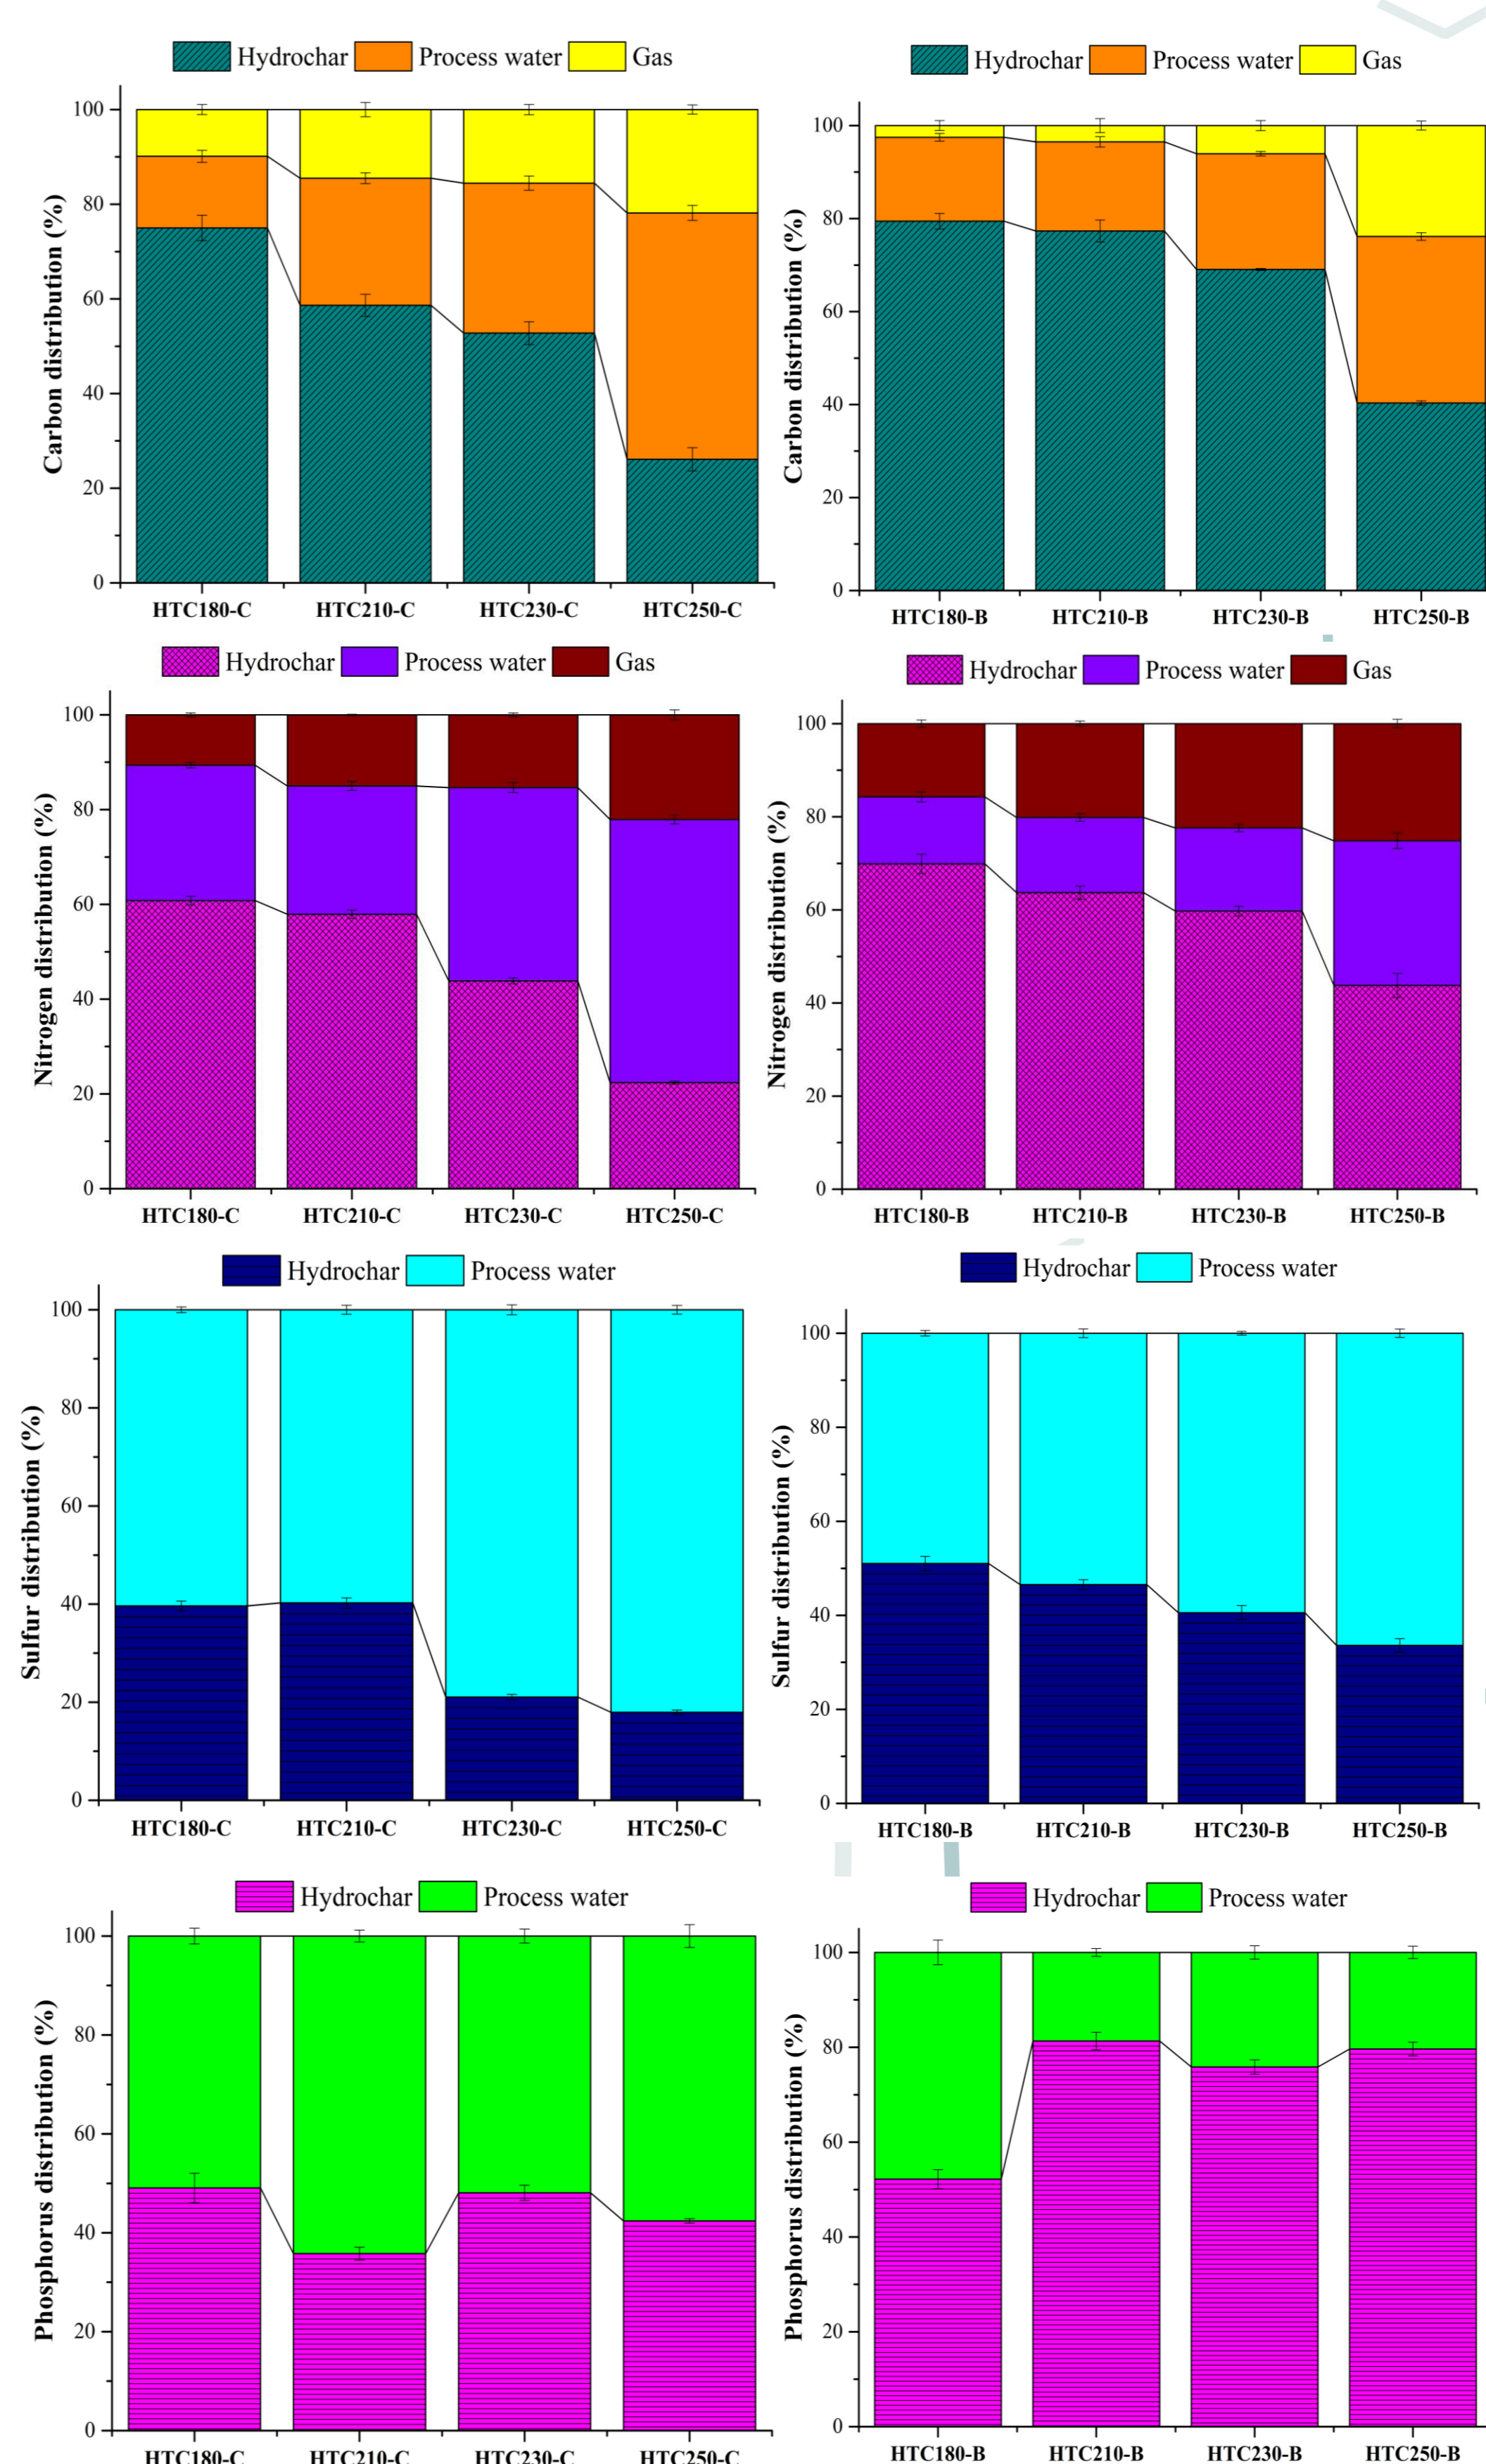 Hydrochar Process water Gas
Carbon distribution (%)
100
80
60
40
20
0
HTC180-C HTC210-C HTC230-C HTC250-C
Hydrochar Process water Gas
Carbon distribution (%)
100
80
60
40
20
0
HTC180-B HTC210-B HTC230-B HTC250-B
Hydrochar Process water Gas
Nitrogen distribution (%)
100
80
60
40
20
0
HTC180-C HTC210-C HTC230-C HTC250-C
Hydrochar Process water Gas
Nitrogen distribution (%)
100
80
60
40
20
0
HTC180-B HTC210-B HTC230-B HTC250-B
Hydrochar Process water
Sulfur distribution (%)
100
80
60
40
20
0
HTC180-C HTC210-C HTC230-C HTC250-C
Hydrochar Process water
Sulfur distribution (%)
100
80
60
40
20
0
HTC180-B HTC210-B HTC230-B HTC250-B
Hydrochar Process water
Phosphorus distribution (%)
100
80
60
40
20
0
HTC180-C HTC210-C HTC230-C HTC250-C
Hydrochar Process water
Phosphorus distribution (%)
100
80
60
40
20
0
HTC180-B HTC210-B HTC230-B HTC250-B